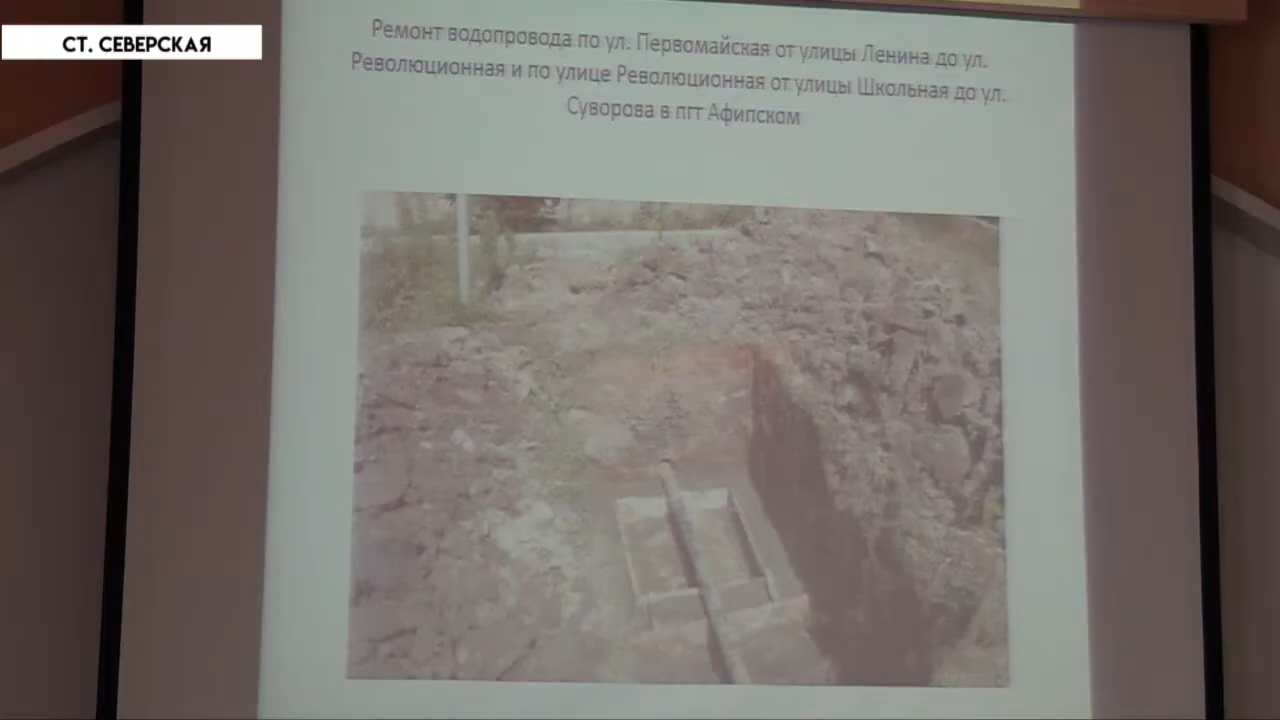 СТ. СЕВЕРСКАЯ
Ремонт водопровода по ул. Первомайская от улицы Ленина до ул.
Революционная и по улице Революционная от улицы Школьная до ул.
Суворова в пгт Афипском